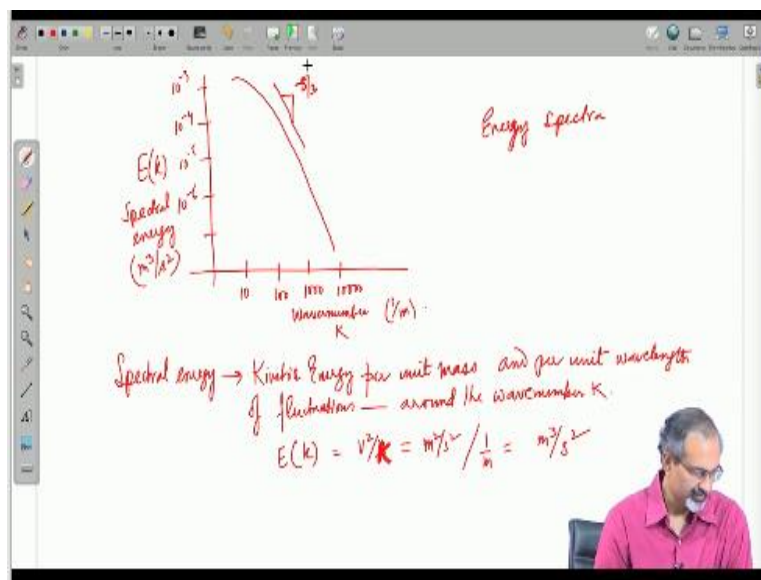 10⁻³
-5/3
10⁻⁴
Energy spectra
E(k) 10⁻⁵
Spectral 10⁻⁶
energy
(m³/s²)
10 100 1000 10000
Wavenumber (1/m)
K
Spectral energy → Kinetic Energy per unit mass and per unit wavelength
of fluctuations — around the wavenumber K.
E(k) = v²/K = m²/s² / 1/m = m³/s²